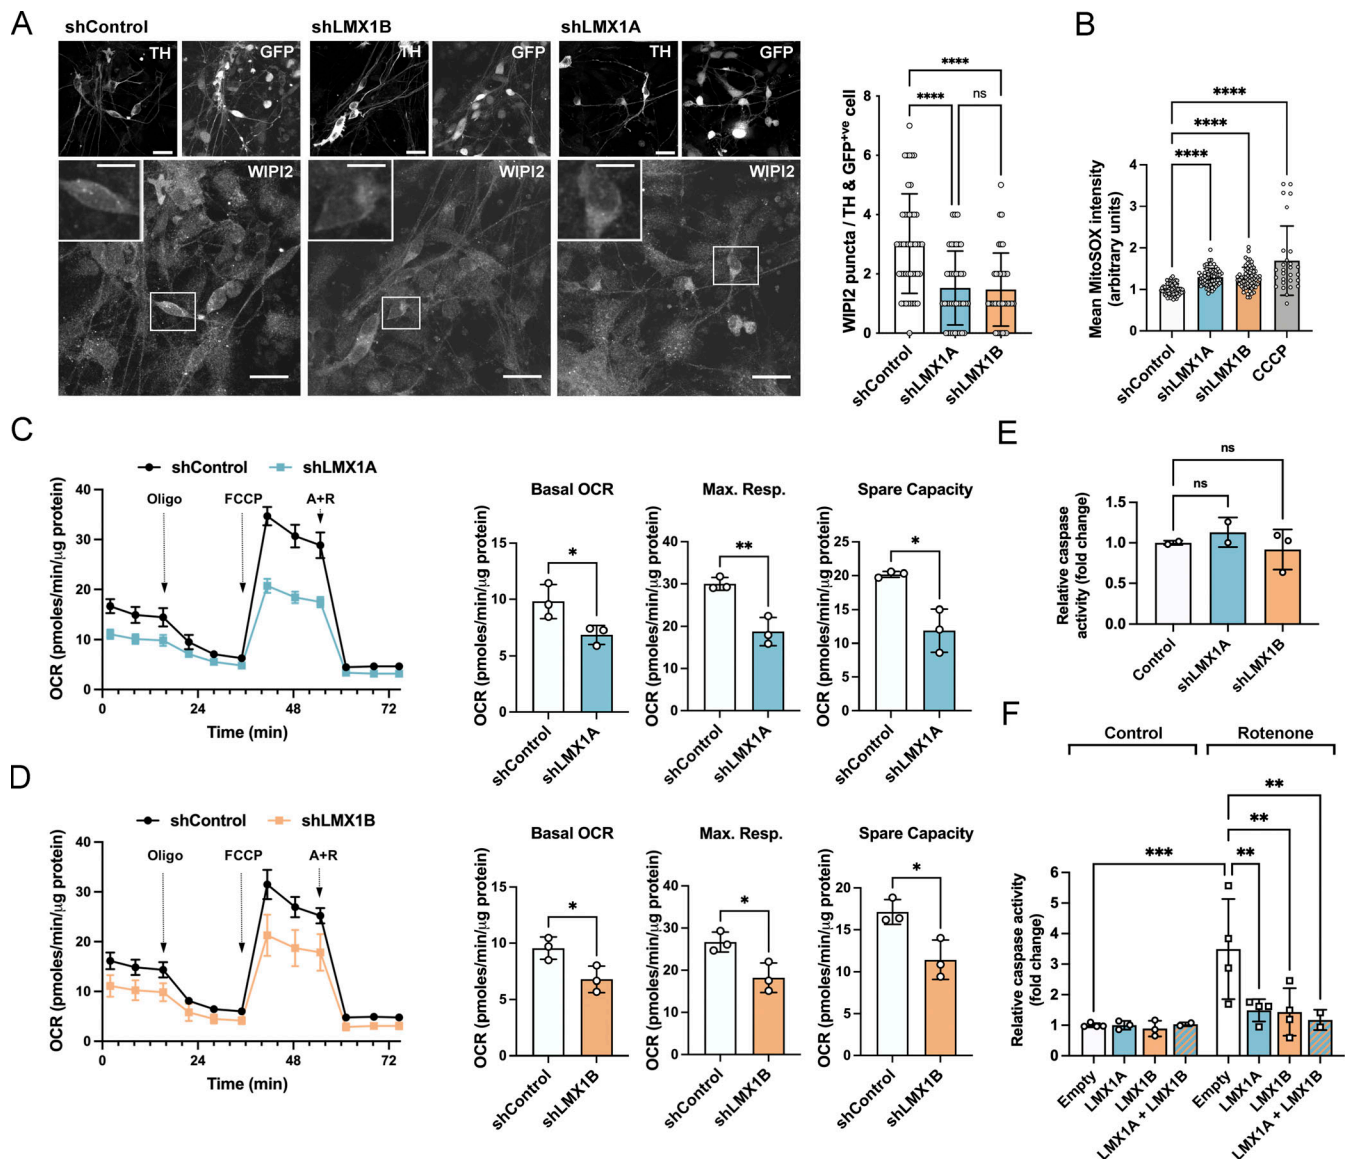 A
shControl
shLMX1B
shLMX1A
TH
GFP
TH
GFP
TH
GFP
WIPI2
WIPI2
WIPI2
WIPI2 puncta / TH & GFP+ve cell
8
6
4
2
0
****
****
ns
shControl
shLMX1A
shLMX1B
B
Mean MitoSOX intensity
(arbitrary units)
4
3
2
1
0
****
****
****
shControl
shLMX1A
shLMX1B
CCCP
C
shControl
shLMX1A
Oligo
FCCP
A+R
OCR (pmoles/min/µg protein)
40
30
20
10
0
0
24
48
72
Time (min)
Basal OCR
OCR (pmoles/min/µg protein)
15
10
5
0
*
shControl
shLMX1A
Max. Resp.
OCR (pmoles/min/µg protein)
40
30
20
10
0
**
shControl
shLMX1A
Spare Capacity
OCR (pmoles/min/µg protein)
25
20
15
10
5
0
*
shControl
shLMX1A
D
shControl
shLMX1B
Oligo
FCCP
A+R
OCR (pmoles/min/µg protein)
40
30
20
10
0
0
24
48
72
Time (min)
Basal OCR
OCR (pmoles/min/µg protein)
15
10
5
0
*
shControl
shLMX1B
Max. Resp.
OCR (pmoles/min/µg protein)
40
30
20
10
0
*
shControl
shLMX1B
Spare Capacity
OCR (pmoles/min/µg protein)
20
15
10
5
0
*
shControl
shLMX1B
E
Relative caspase
activity (fold change)
1.5
1.0
0.5
0.0
ns
ns
Control
shLMX1A
shLMX1B
F
Control
Rotenone
Relative caspase activity
(fold change)
6
5
4
3
2
1
0
***
**
**
**
Empty
LMX1A
LMX1B
LMX1A + LMX1B
Empty
LMX1A
LMX1B
LMX1A + LMX1B